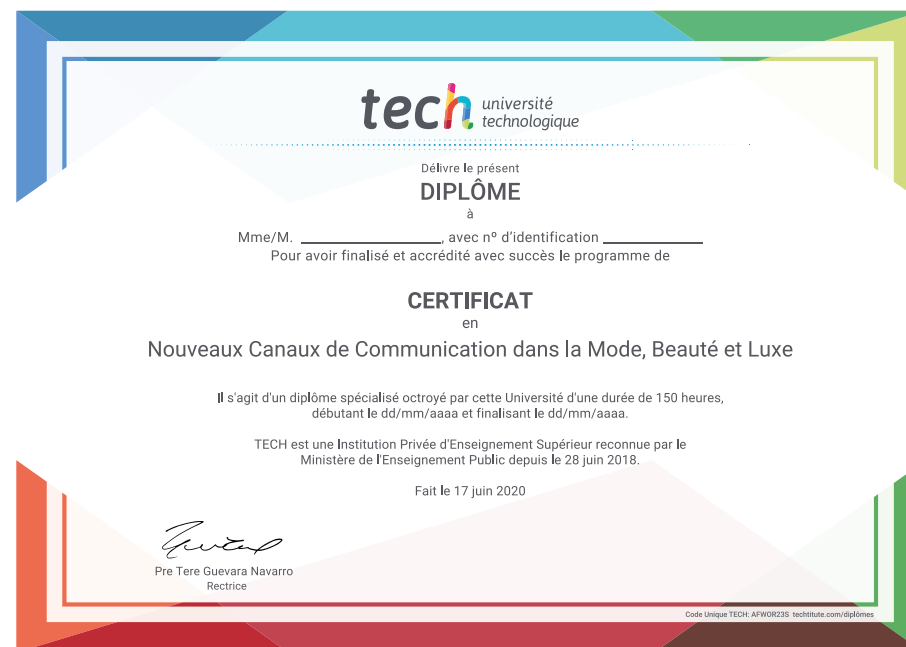 tech université
technologique
Délivre le présent
DIPLÔME
à
Mme/M. ____________________, avec nº d'identification ______________
Pour avoir finalisé et accrédité avec succès le programme de
CERTIFICAT
en
Nouveaux Canaux de Communication dans la Mode, Beauté et Luxe
Il s'agit d'un diplôme spécialisé octroyé par cette Université d'une durée de 150 heures,
débutant le dd/mm/aaaa et finalisant le dd/mm/aaaa.
TECH est une Institution Privée d'Enseignement Supérieur reconnue par le
Ministère de l'Enseignement Public depuis le 28 juin 2018.
Fait le 17 juin 2020
Pre Tere Guevara Navarro
Rectrice
Code Unique TECH: AFWOR23S techtitute.com/diplômes